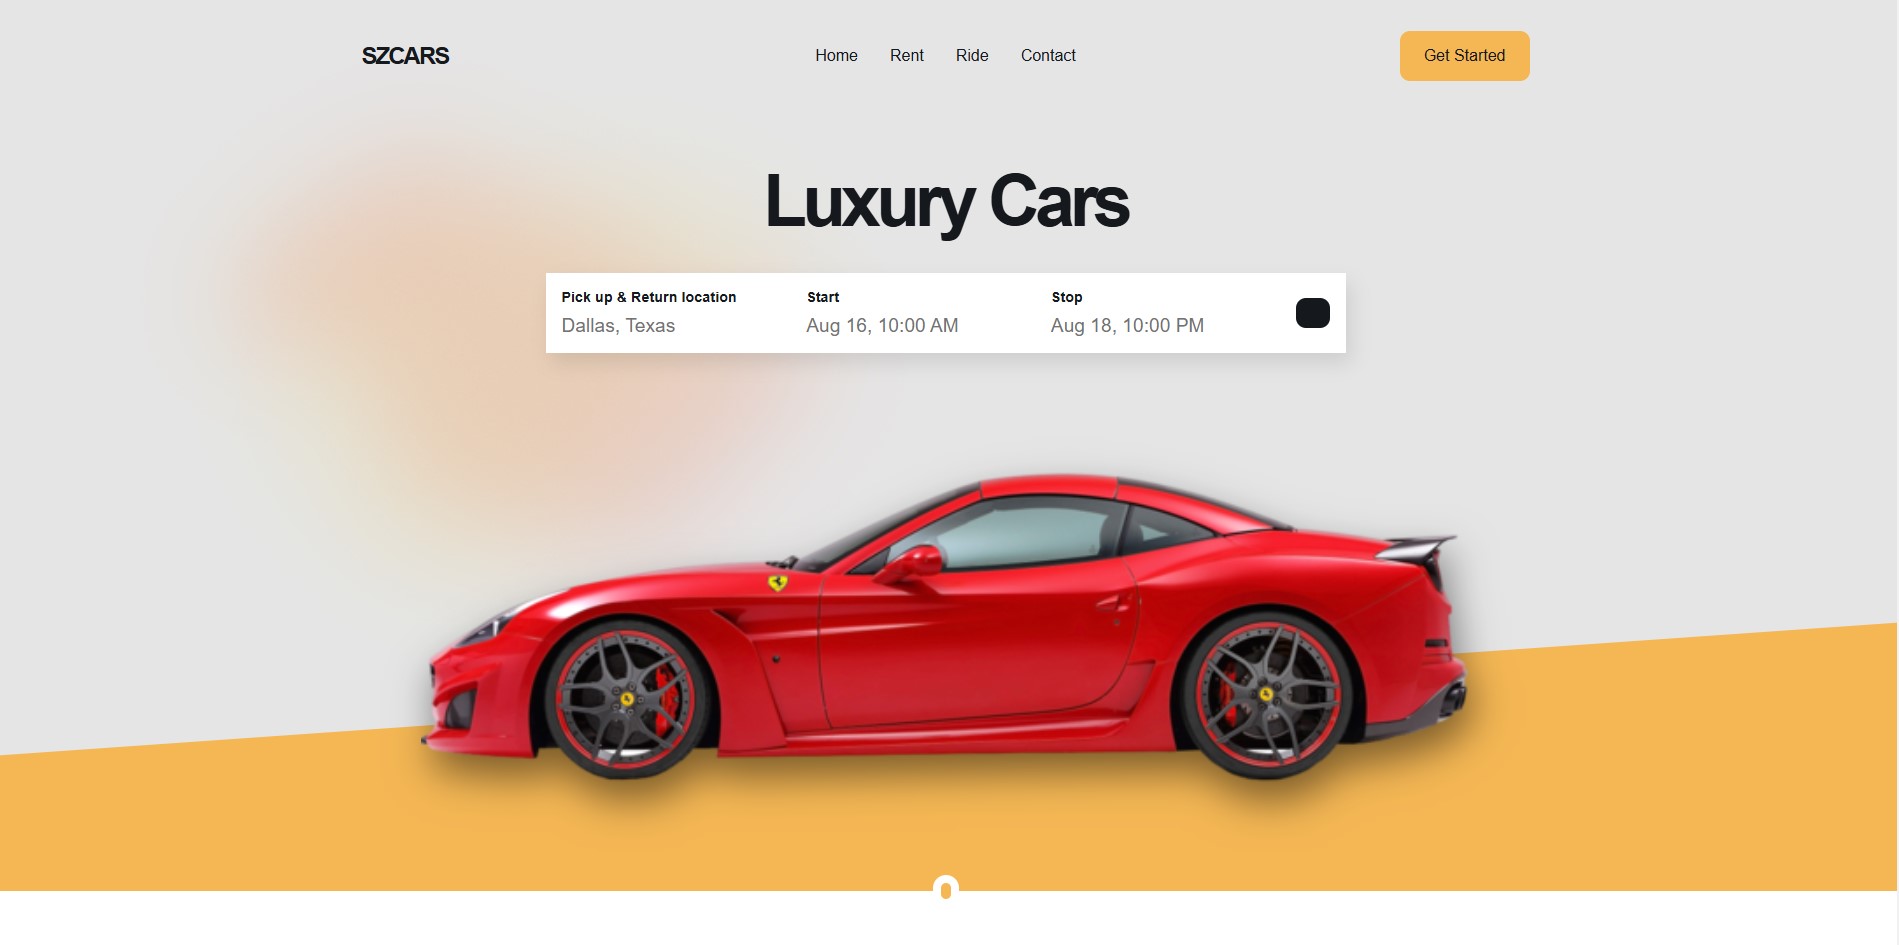 SZCARS
Home Rent Ride Contact
Get Started
Luxury Cars
Pick up & Return location
Dallas, Texas
Start
Aug 16, 10:00 AM
Stop
Aug 18, 10:00 PM